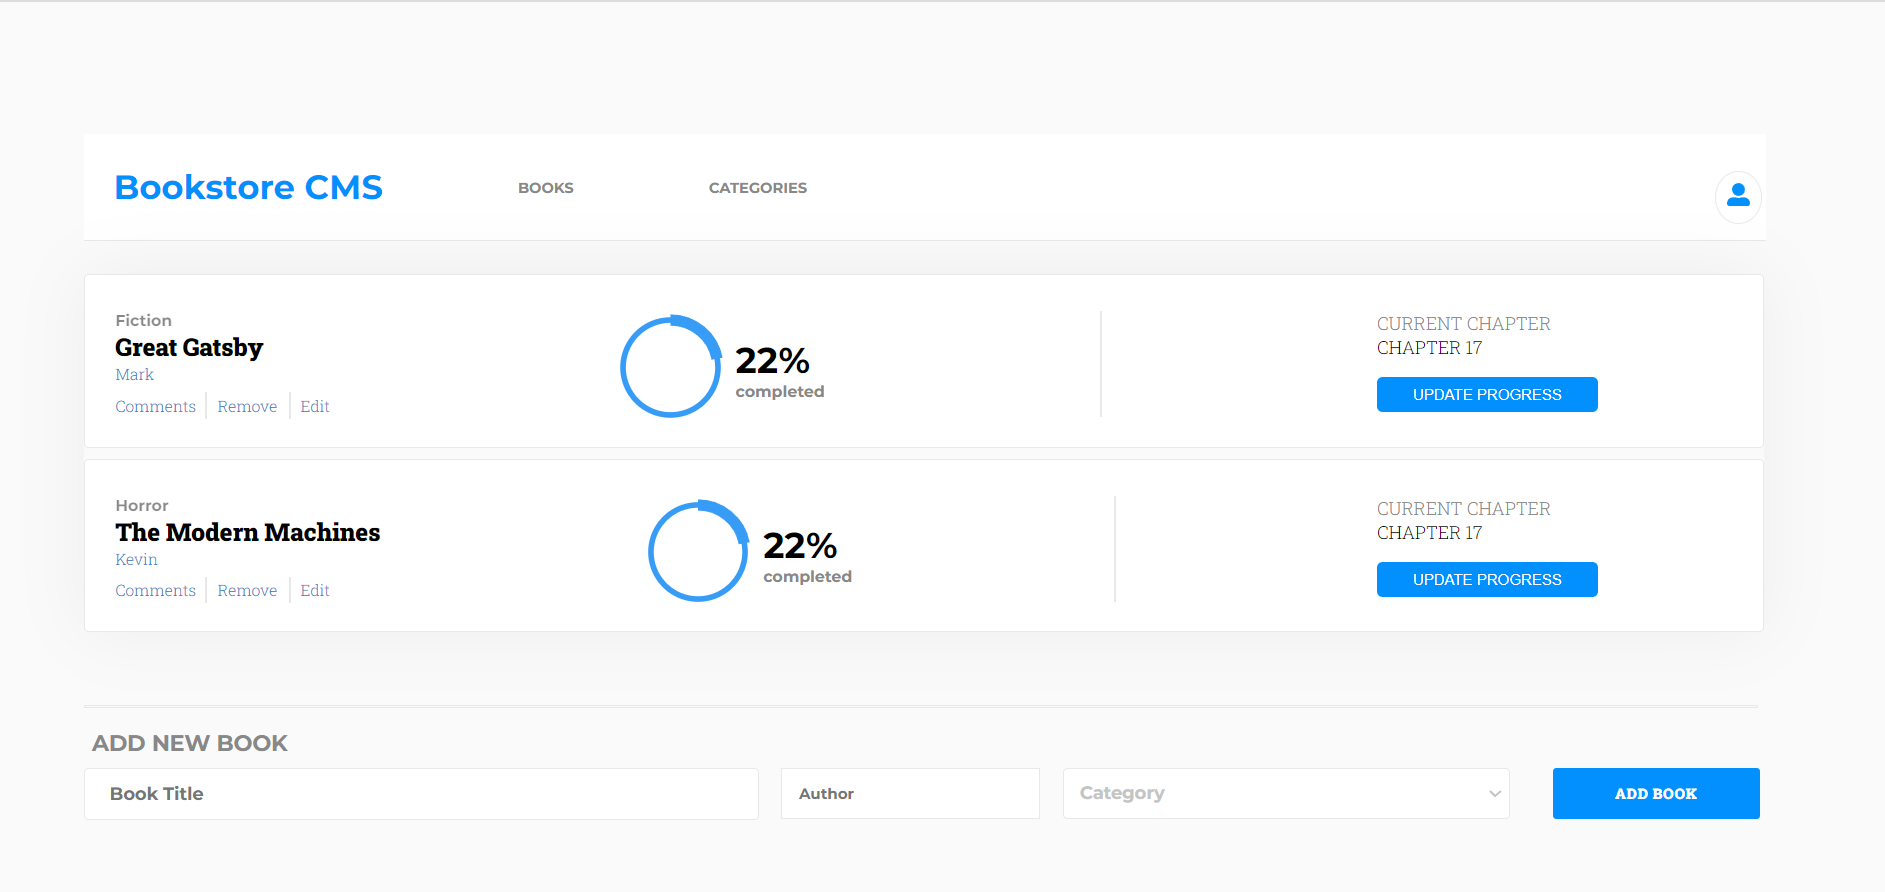 Bookstore CMS
BOOKS
CATEGORIES
Fiction
Great Gatsby
Mark
Comments
Remove
Edit
22%
completed
CURRENT CHAPTER
CHAPTER 17
UPDATE PROGRESS
Horror
The Modern Machines
Kevin
Comments
Remove
Edit
22%
completed
CURRENT CHAPTER
CHAPTER 17
UPDATE PROGRESS
ADD NEW BOOK
Book Title
Author
Category
ADD BOOK